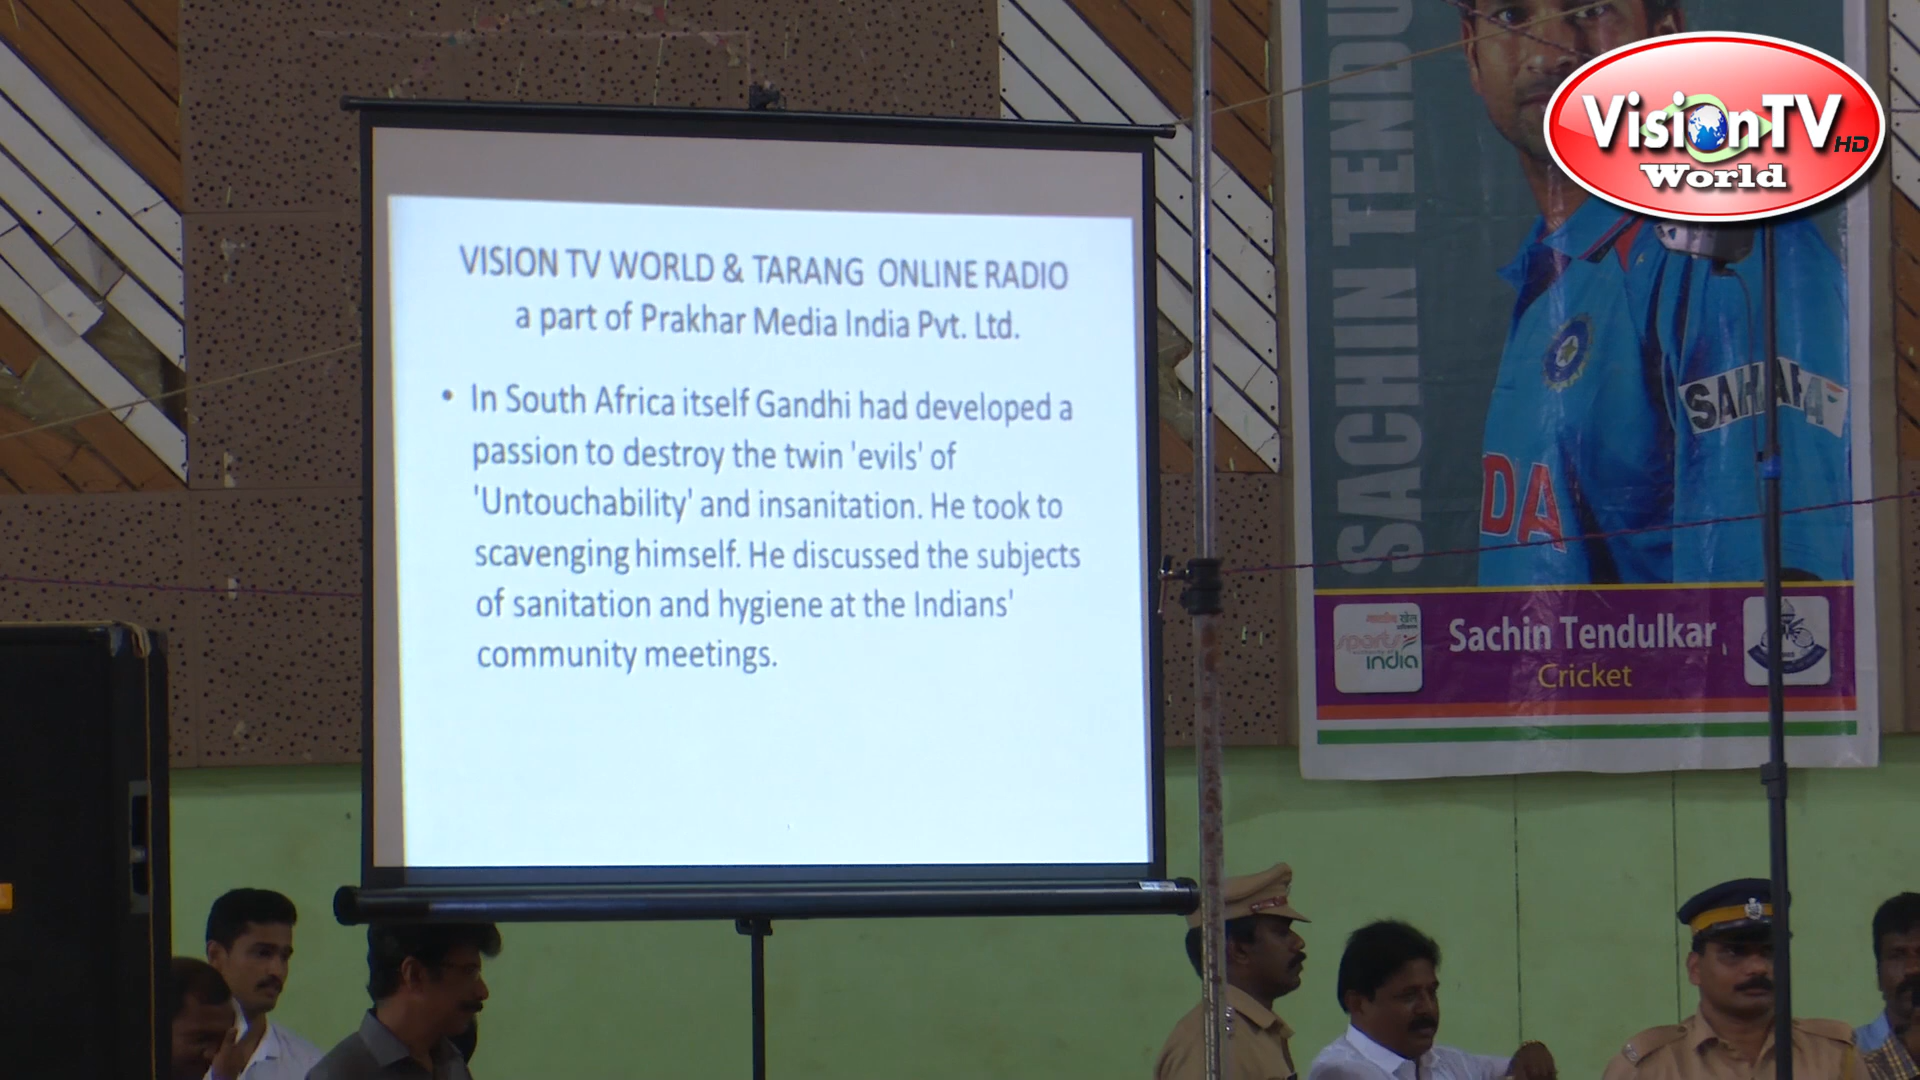 VisionTV HD
World
VISION TV WORLD & TARANG ONLINE RADIO
a part of Prakhar Media India Pvt. Ltd.
• In South Africa itself Gandhi had developed a
passion to destroy the twin 'evils' of
'Untouchability' and insanitation. He took to
scavenging himself. He discussed the subjects
of sanitation and hygiene at the Indians'
community meetings.
SACHIN TENDU
SAHARA
DA
sports
india
Sachin Tendulkar
Cricket